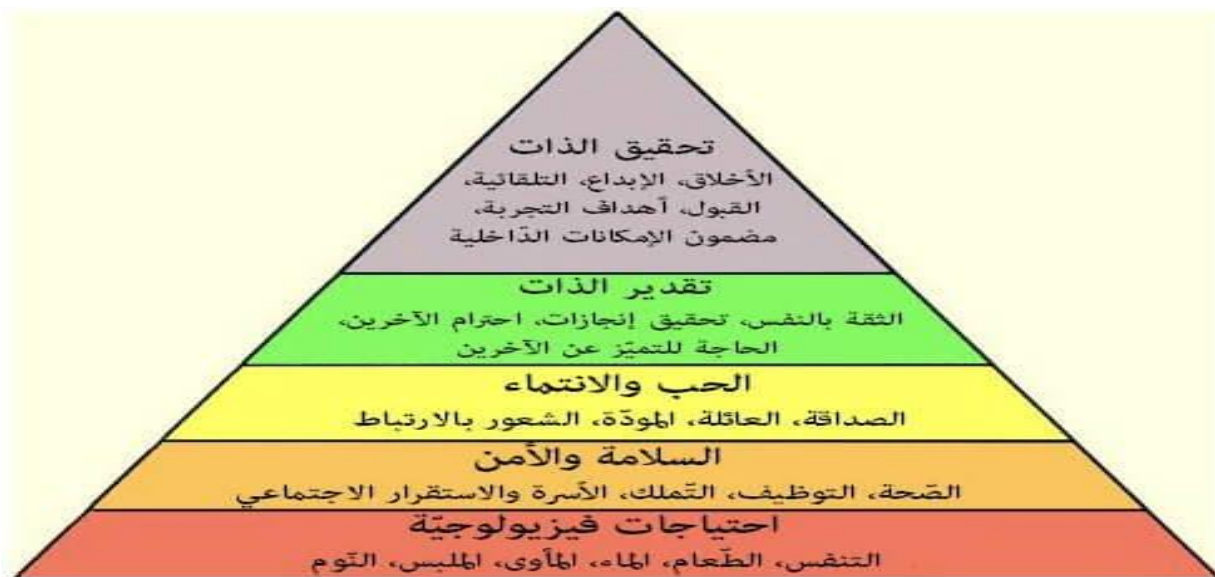 تحقيق الذات
الأخلاق، الإبداع، التلقائية،
القبول، أهداف التجربة،
مضمون الإمكانات الدّاخلية
تقدير الذات
الثقة بالنفس، تحقيق إنجازات، احترام الآخرين،
الحاجة للتميّز عن الآخرين
الحب والانتماء
الصداقة، العائلة، المودّة، الشعور بالارتباط
السلامة والأمن
الصّحة، التوظيف، التّملك، الأسرة والاستقرار الاجتماعي
احتياجات فيزيولوجيّة
التنفس، الطّعام، الماء، المأوى، الملبس، النّوم